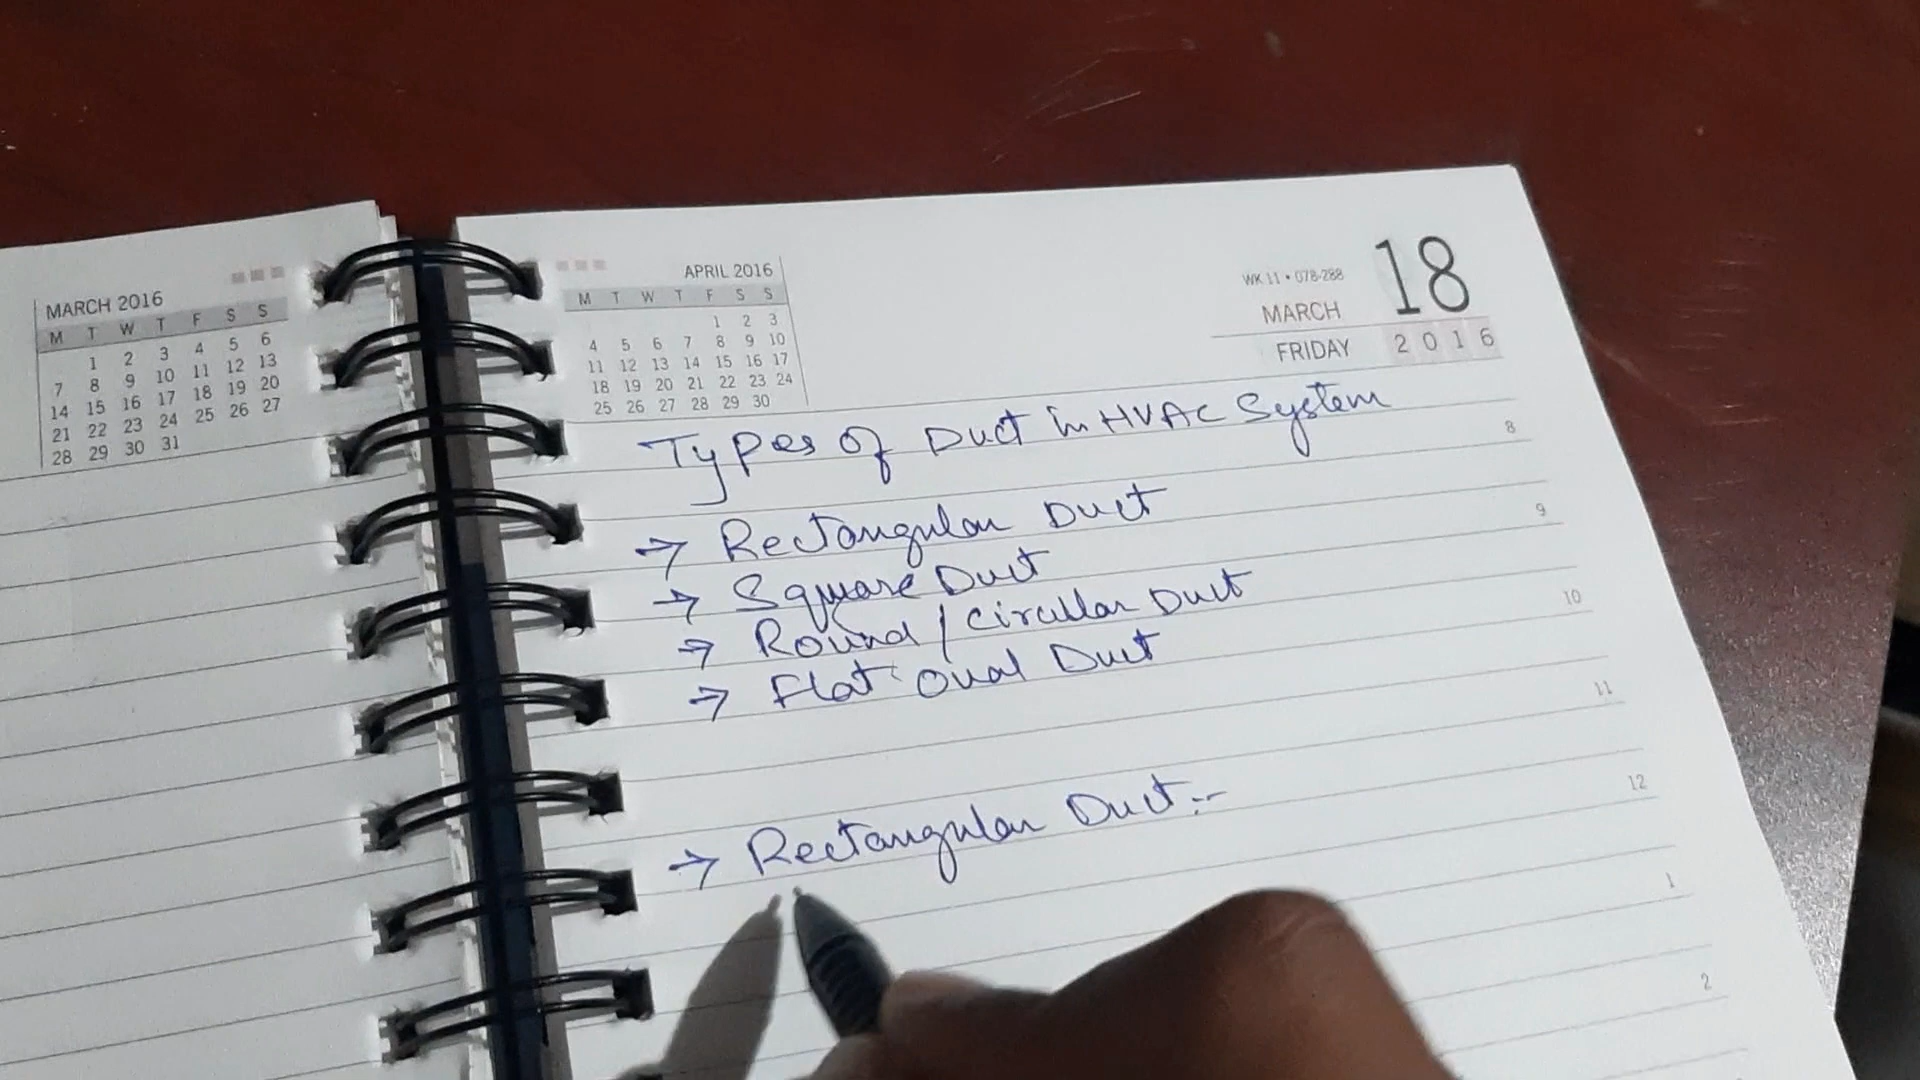 MARCH 2016
M T W T F S S
1 2 3 4 5 6
7 8 9 10 11 12 13
14 15 16 17 18 19 20
21 22 23 24 25 26 27
28 29 30 31
APRIL 2016
M T W T F S S
1 2 3
4 5 6 7 8 9 10
11 12 13 14 15 16 17
18 19 20 21 22 23 24
25 26 27 28 29 30
WK 11 • 078-288
MARCH 18
FRIDAY 2016
Types of Duct in HVAC System
8
→ Rectangular Duct
9
→ Square Duct
→ Round / Circular Duct
10
→ Flat oval Duct
11
12
→ Rectangular Duct:-
1
2